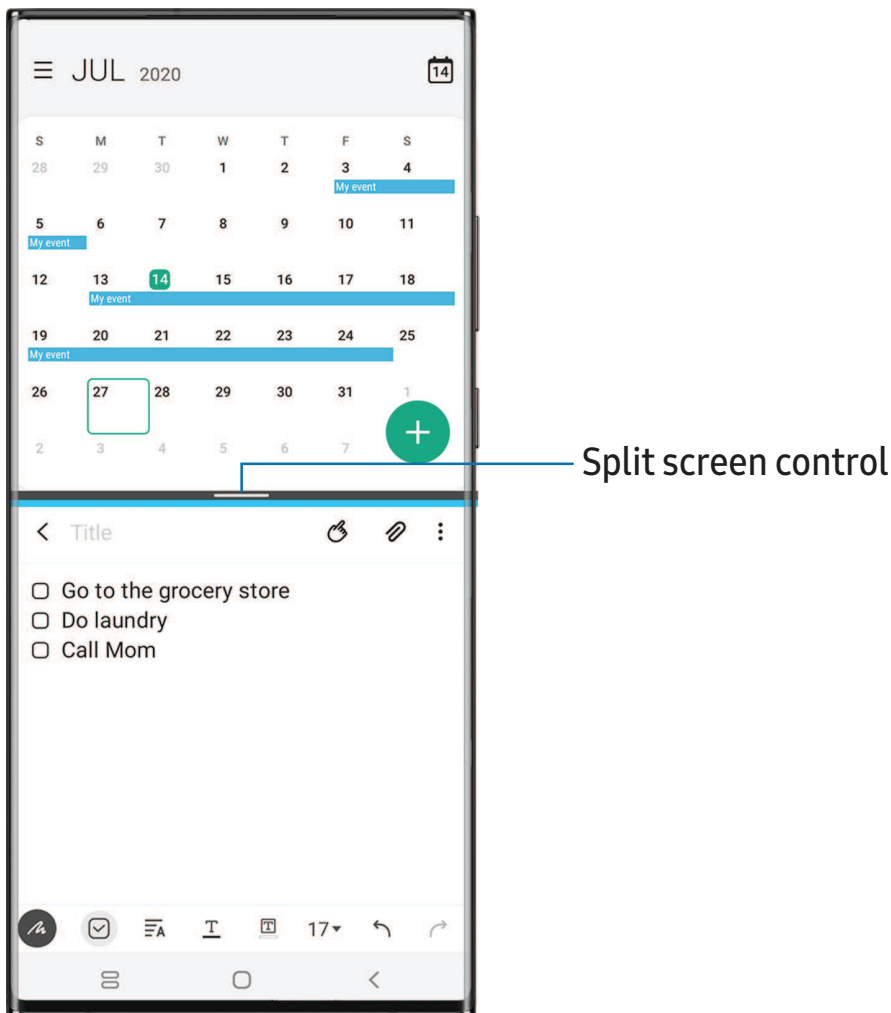 JUL 2020
14
S M T W T F S
28 29 30 1 2 3 4
My event
5 6 7 8 9 10 11
My event
12 13 14 15 16 17 18
My event
19 20 21 22 23 24 25
My event
26 27 28 29 30 31 1
2 3 4 5 6 7
Split screen control
Title
Go to the grocery store
Do laundry
Call Mom
A T T 17